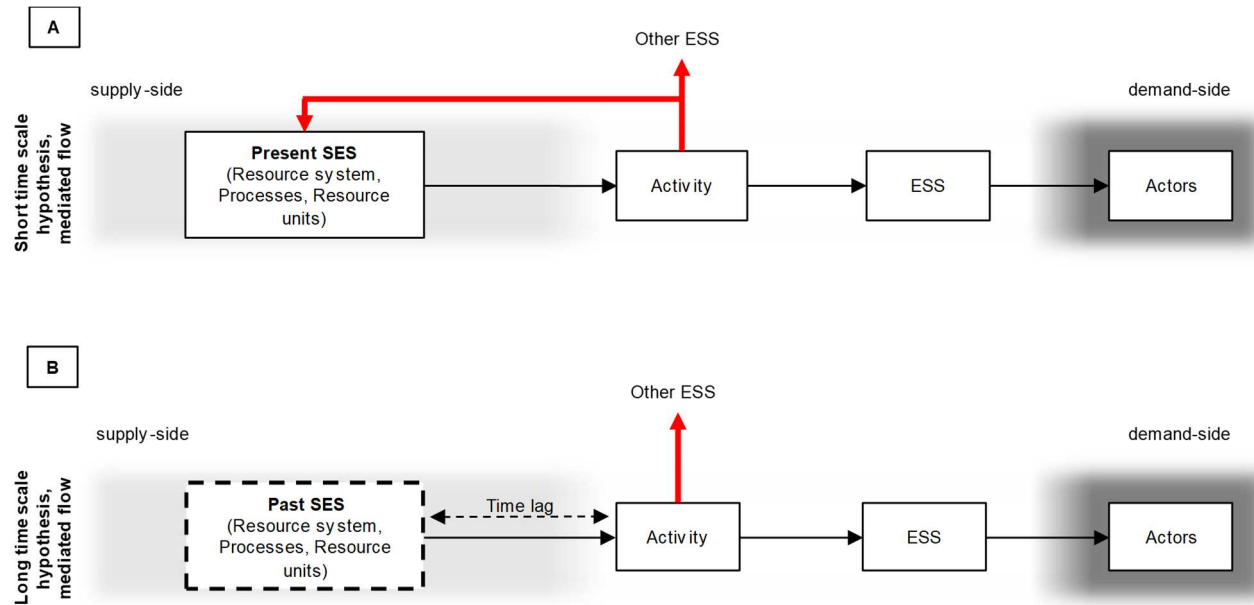 A
Other ESS
supply-side
demand-side
Short time scale
hypothesis,
mediated flow
Present SES
(Resource system,
Processes, Resource
units)
Activity
ESS
Actors
B
Other ESS
supply-side
demand-side
Long time scale
hypothesis,
mediated flow
Past SES
(Resource system,
Processes, Resource
units)
Time lag
Activity
ESS
Actors